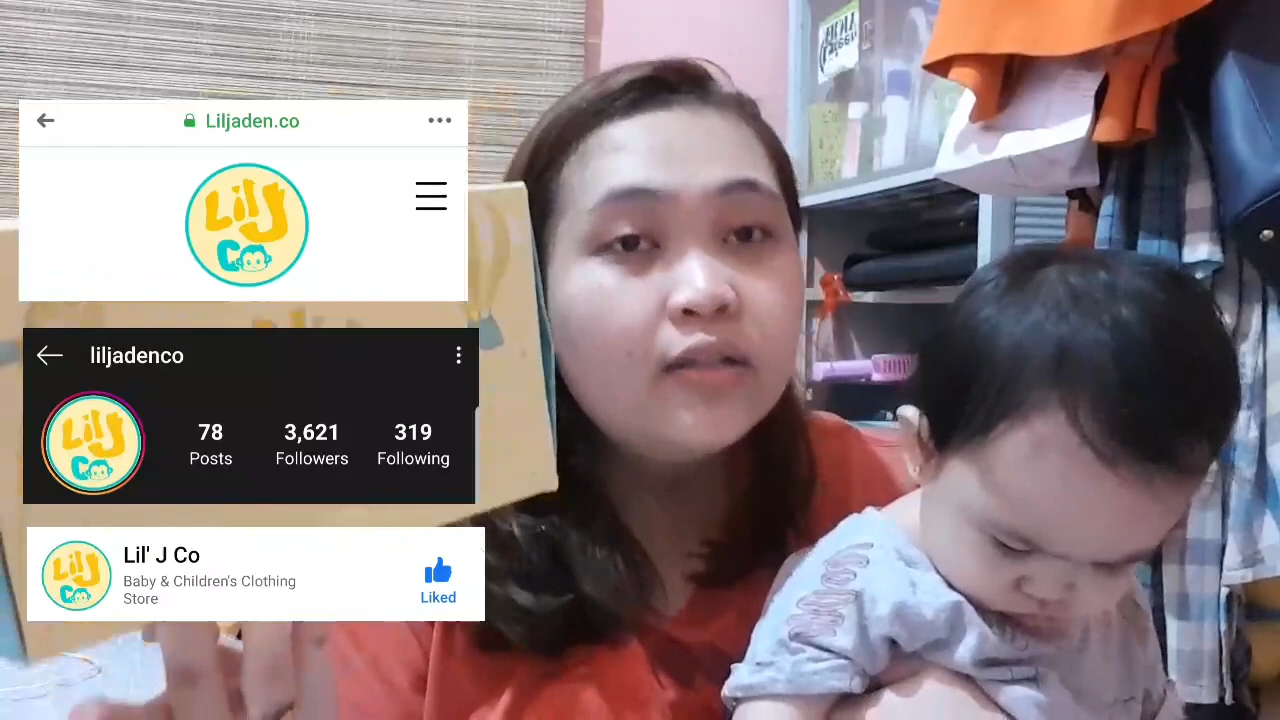 Liljaden.co
Lil J
Co
liljadenco
Lil J
Co
78
3,621
319
Posts
Followers
Following
Lil J
Co
Lil' J Co
Baby & Children's Clothing
Store
Liked